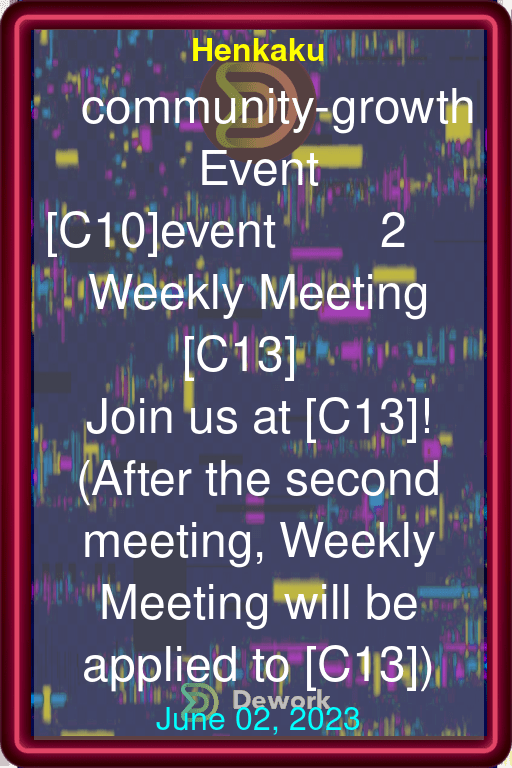 Henkaku
community-growth
Event
[C10]event 2
Weekly Meeting
[C13]
Join us at [C13]!
(After the second
meeting, Weekly
Meeting will be
applied to [C13])
Dework
June 02, 2023